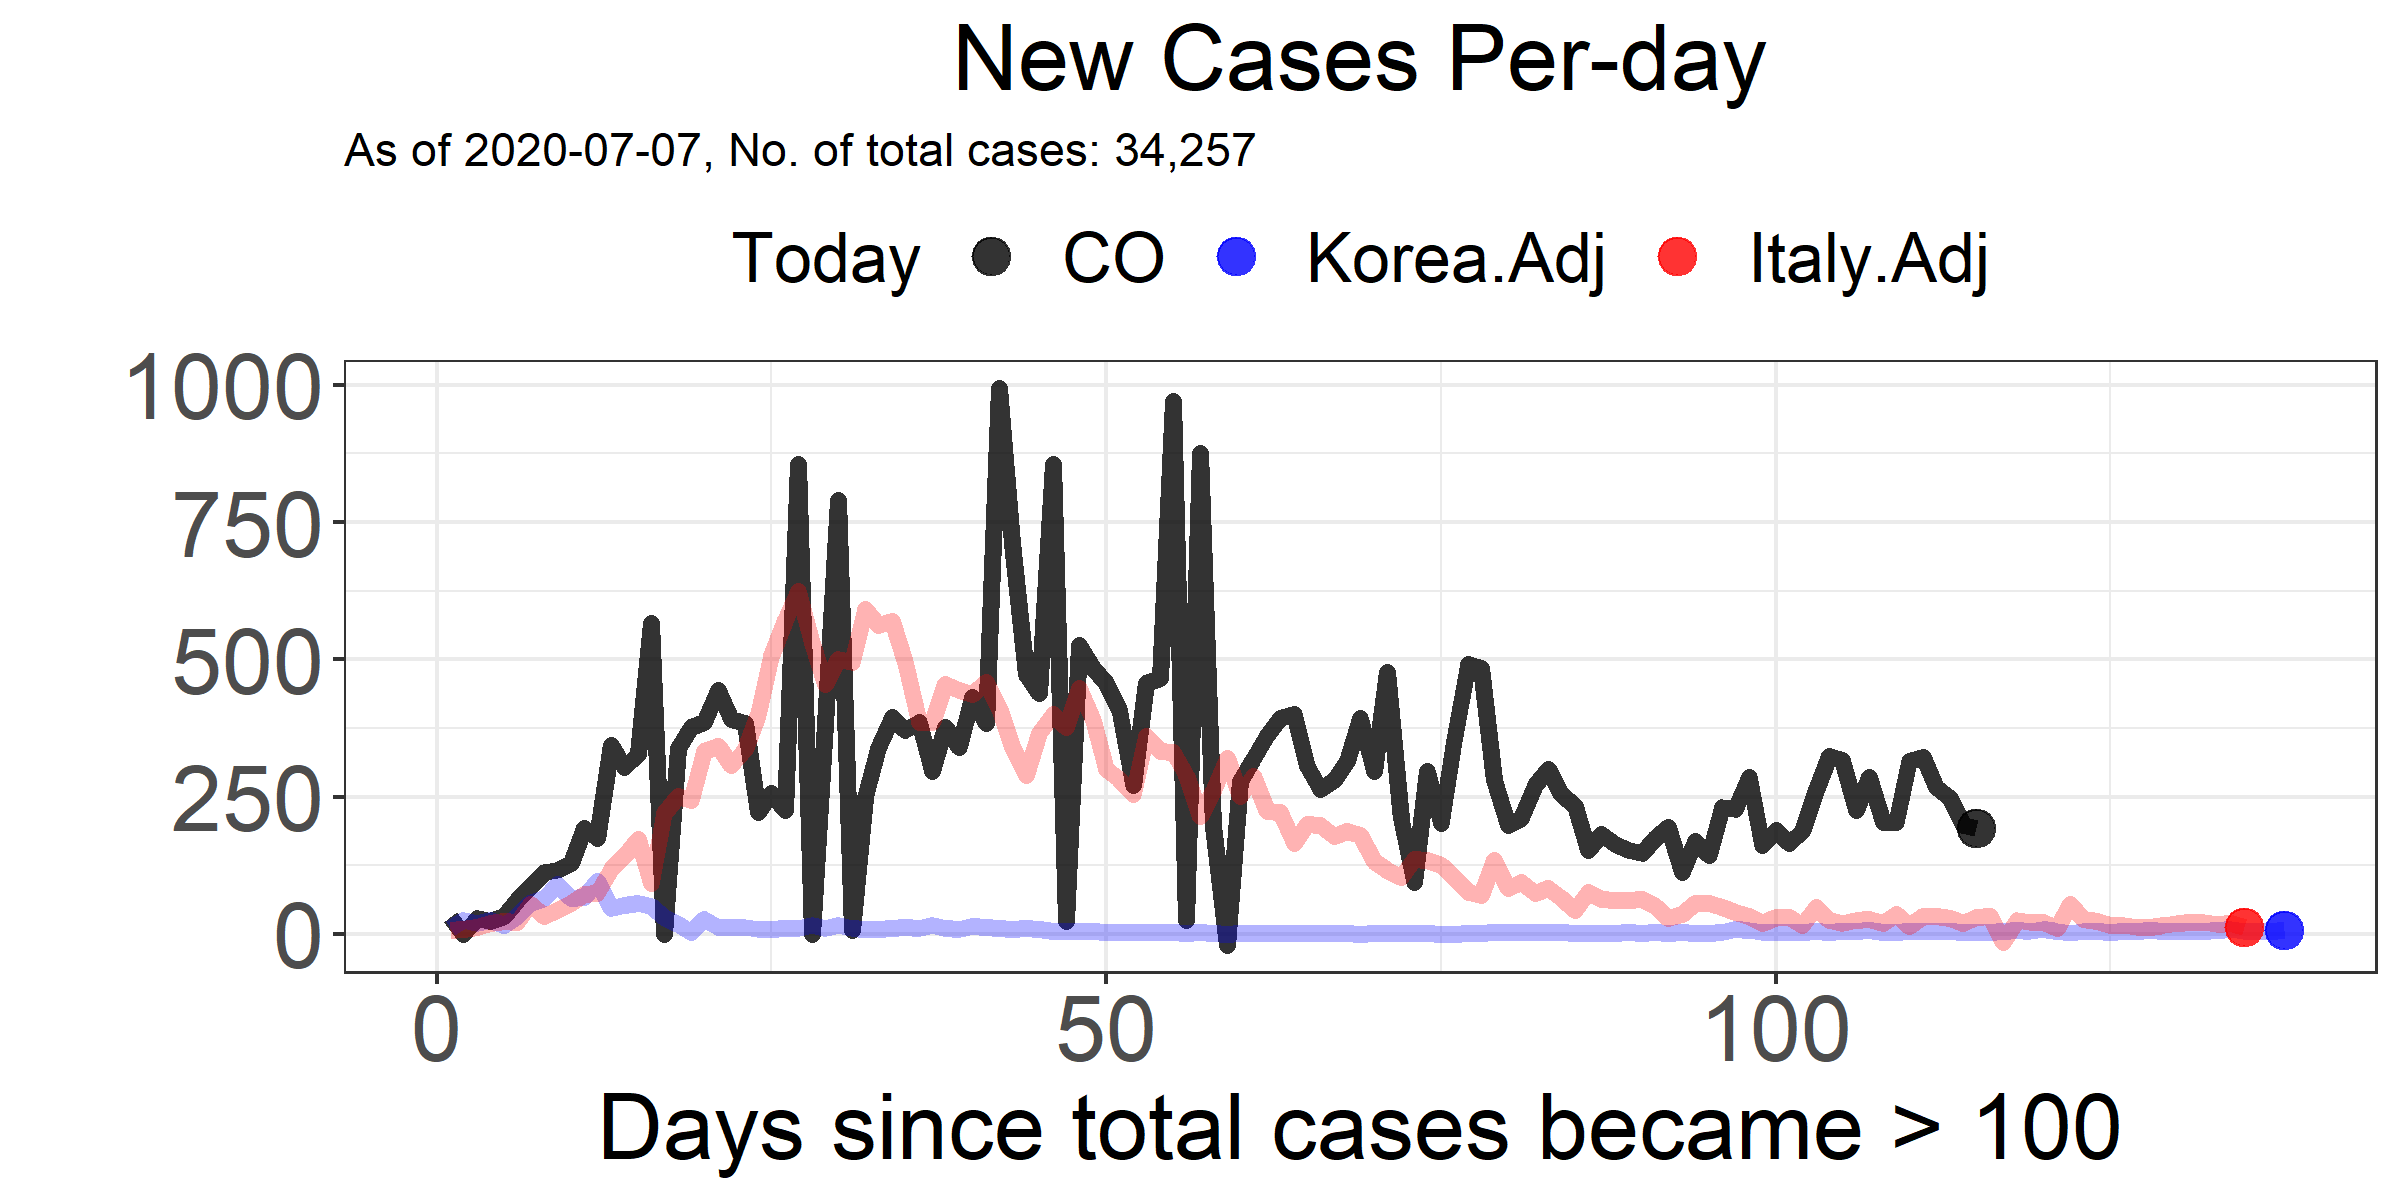 New Cases Per-day
As of 2020-07-07, No. of total cases: 34,257
Today CO Korea.Adj Italy.Adj
1000
750
500
250
0
0 50 100
Days since total cases became > 100